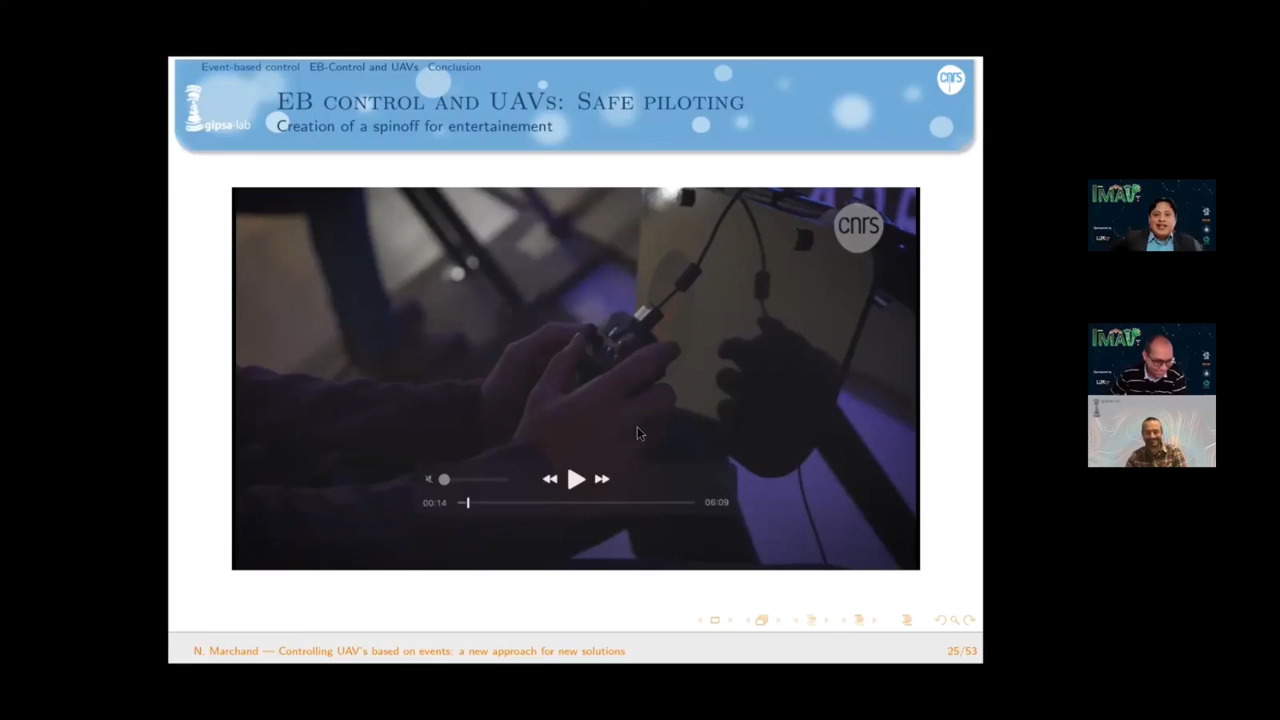 Event-based control EB-Control and UAVs Conclusion
EB CONTROL AND UAVS: SAFE PILOTING
Creation of a spinoff for entertainement
gipsa-lab
cnrs
cnrs
00:14
06:09
N. Marchand — Controlling UAV's based on events: a new approach for new solutions
25/53
IMAV
IMAV